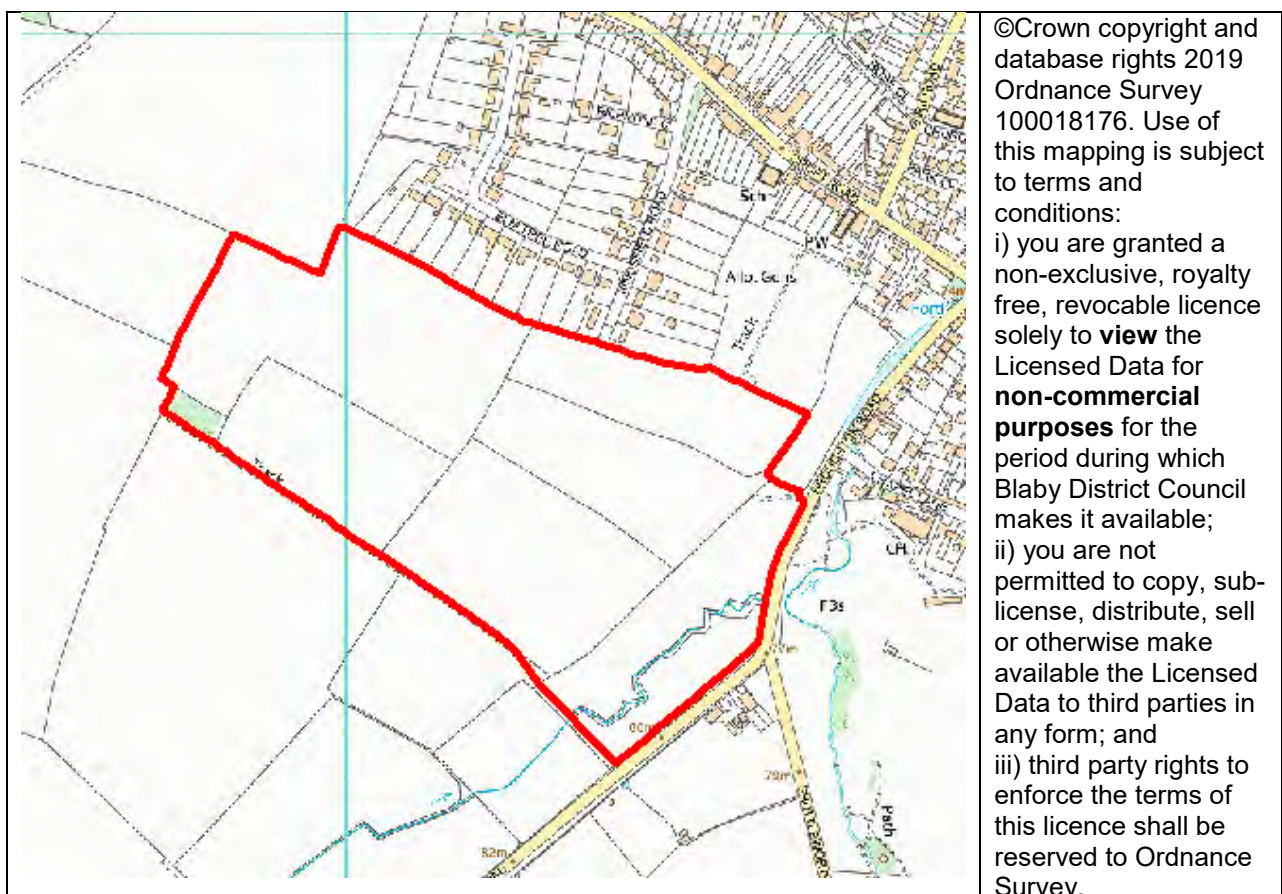 Sch
PW
Track
Ford
74m
CH
FBs
80m
79m
82m
Path
©Crown copyright and
database rights 2019
Ordnance Survey
100018176. Use of
this mapping is subject
to terms and
conditions:
i) you are granted a
non-exclusive, royalty
free, revocable licence
solely to view the
Licensed Data for
non-commercial
purposes for the
period during which
Blaby District Council
makes it available;
ii) you are not
permitted to copy, sub-
license, distribute, sell
or otherwise make
available the Licensed
Data to third parties in
any form; and
iii) third party rights to
enforce the terms of
this licence shall be
reserved to Ordnance
Survey.